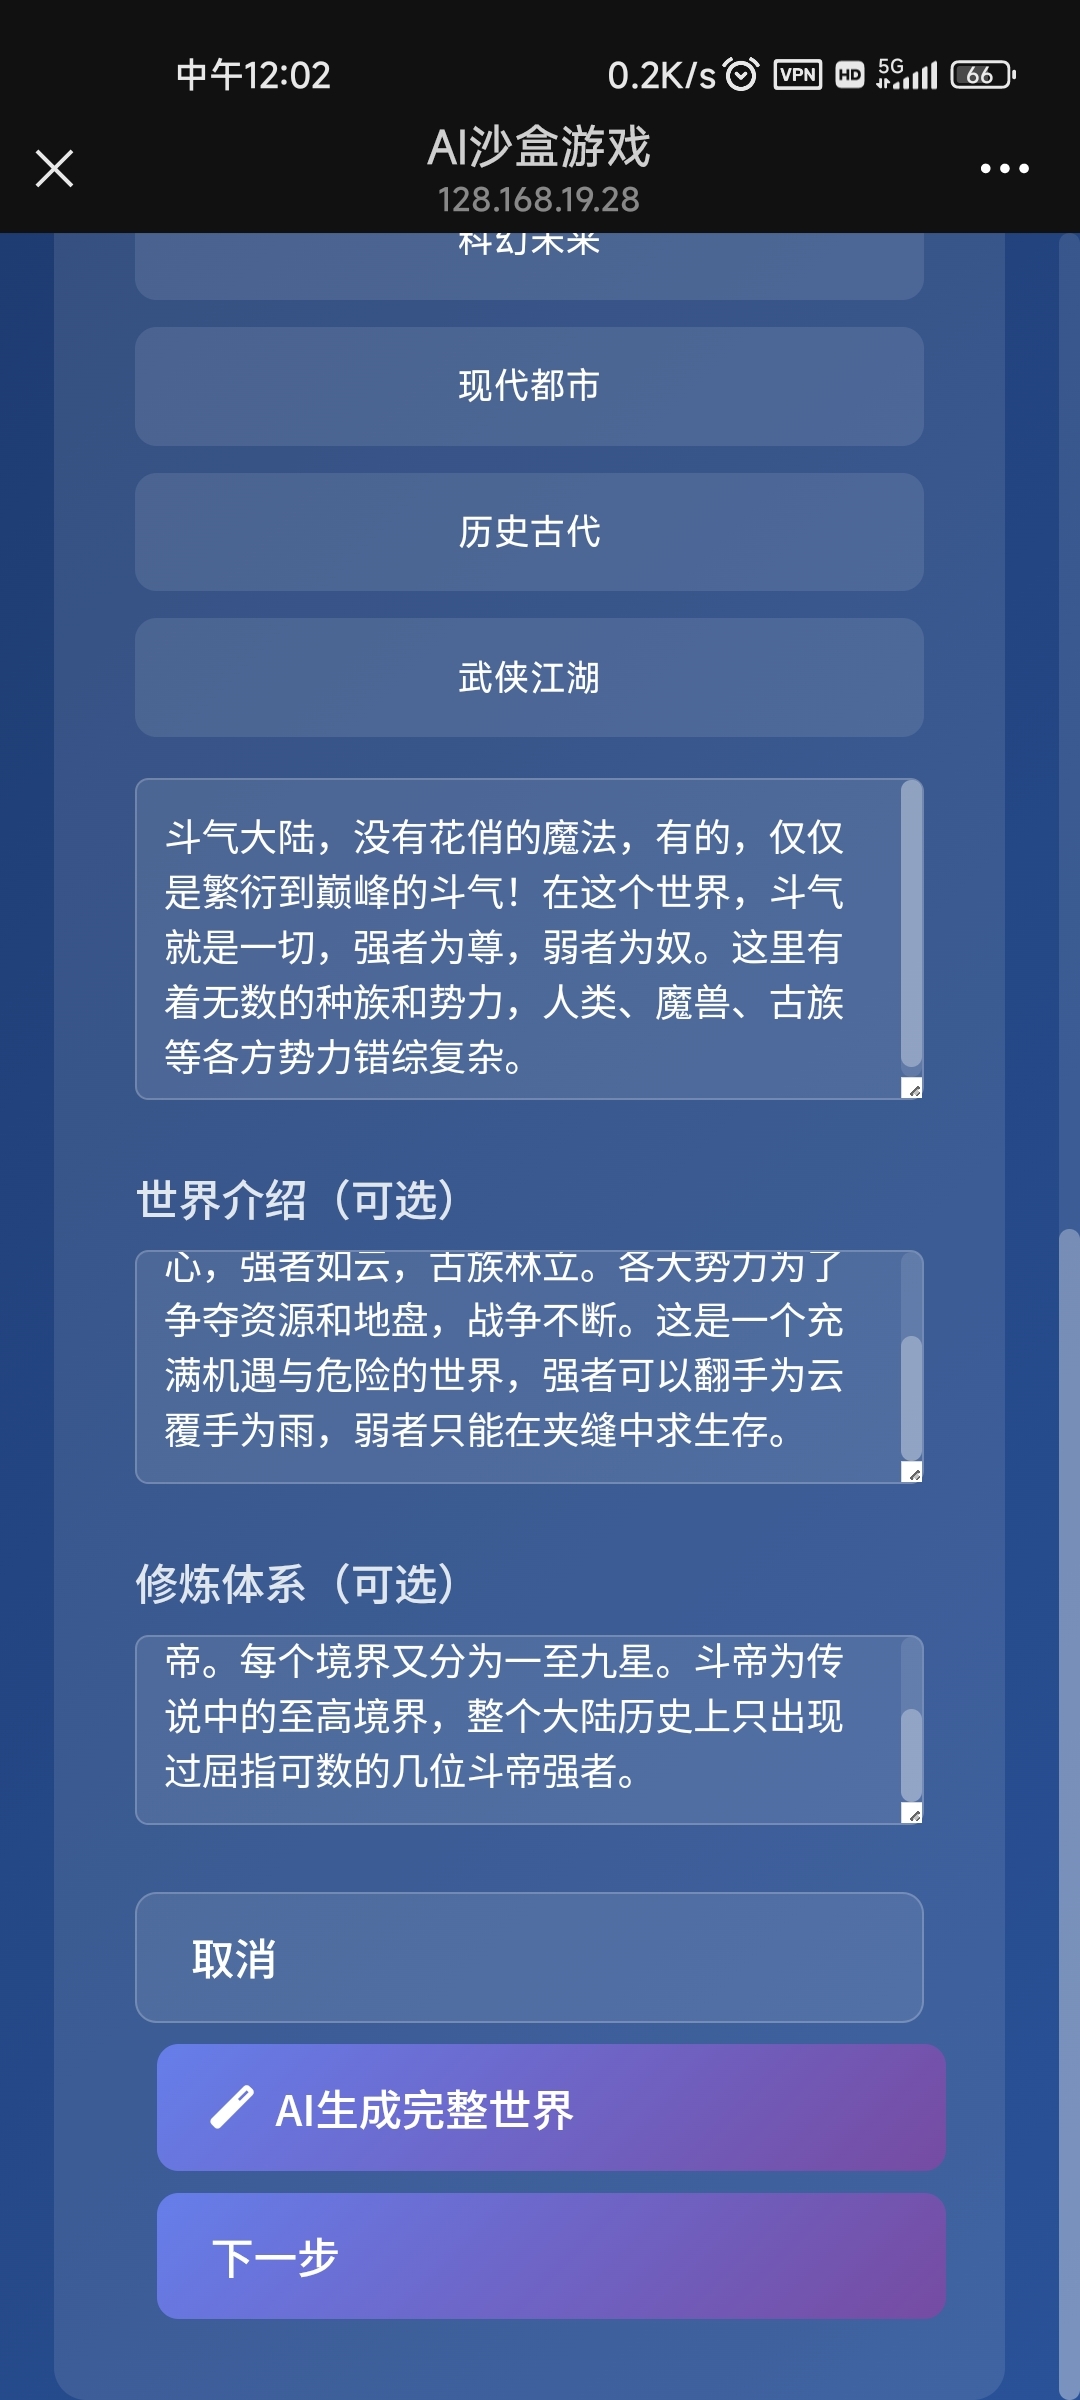 中午12:02
0.2K/s
VPN
HD
5G
66
AI沙盒游戏
128.168.19.28
科幻未来
现代都市
历史古代
武侠江湖
斗气大陆，没有花俏的魔法，有的，仅仅
是繁衍到巅峰的斗气！在这个世界，斗气
就是一切，强者为尊，弱者为奴。这里有
着无数的种族和势力，人类、魔兽、古族
等各方势力错综复杂。
世界介绍（可选）
心，强者如云，古族林立。各大势力为了
争夺资源和地盘，战争不断。这是一个充
满机遇与危险的世界，强者可以翻手为云
覆手为雨，弱者只能在夹缝中求生存。
修炼体系（可选）
帝。每个境界又分为一至九星。斗帝为传
说中的至高境界，整个大陆历史上只出现
过屈指可数的几位斗帝强者。
取消
AI生成完整世界
下一步